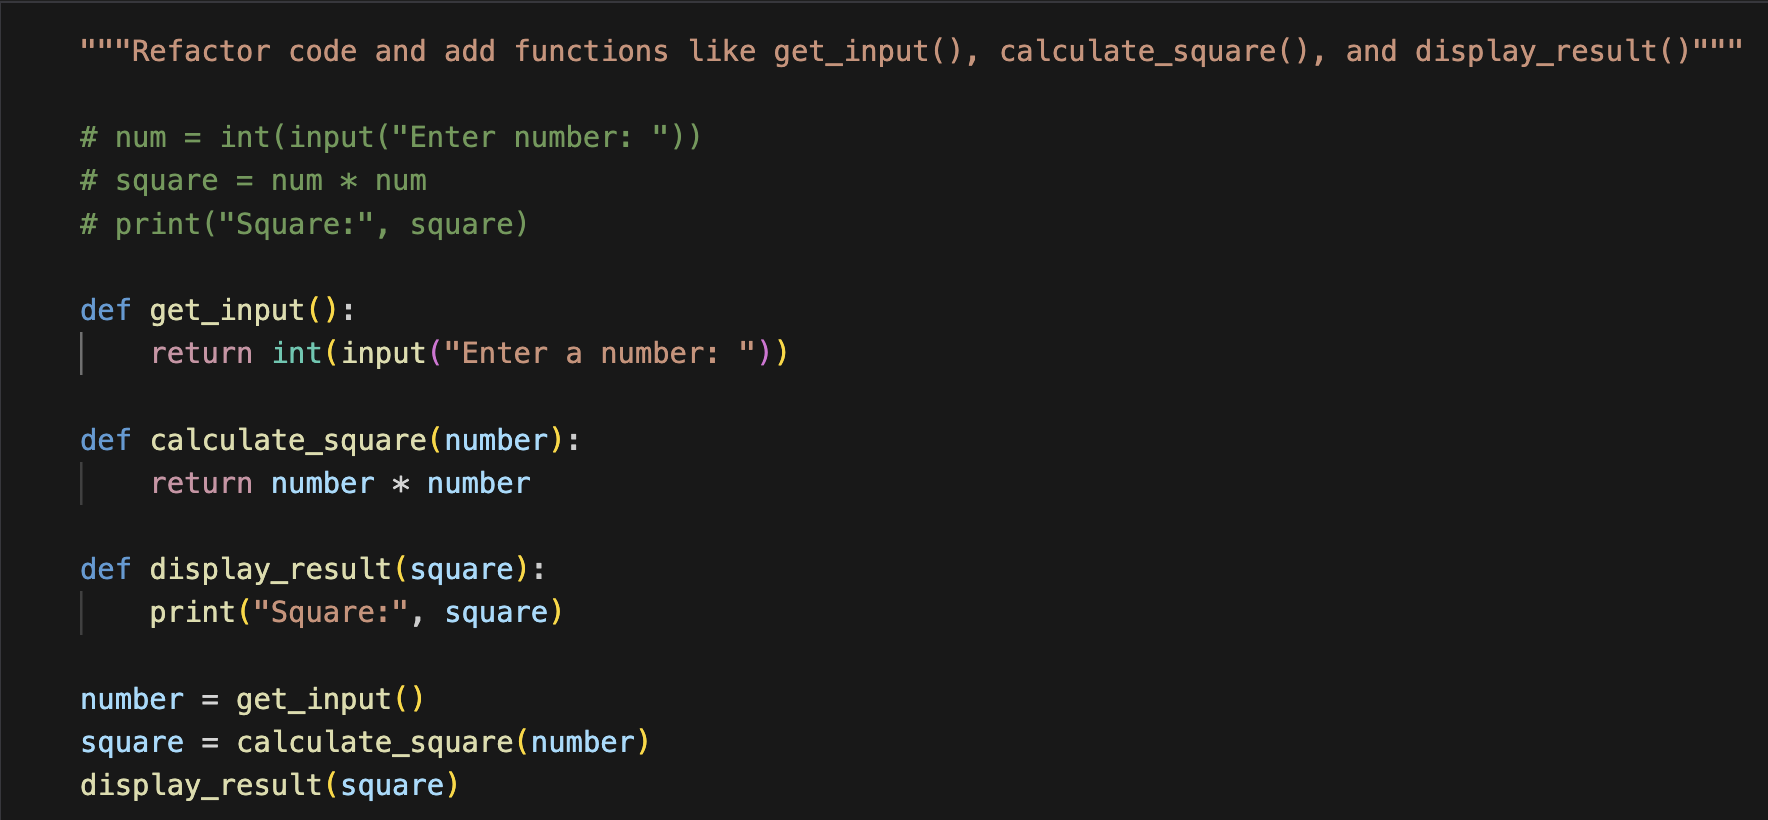 """Refactor code and add functions like get_input(), calculate_square(), and display_result()"""

# num = int(input("Enter number: "))
# square = num * num
# print("Square:", square)

def get_input():
    return int(input("Enter a number: "))

def calculate_square(number):
    return number * number

def display_result(square):
    print("Square:", square)

number = get_input()
square = calculate_square(number)
display_result(square)